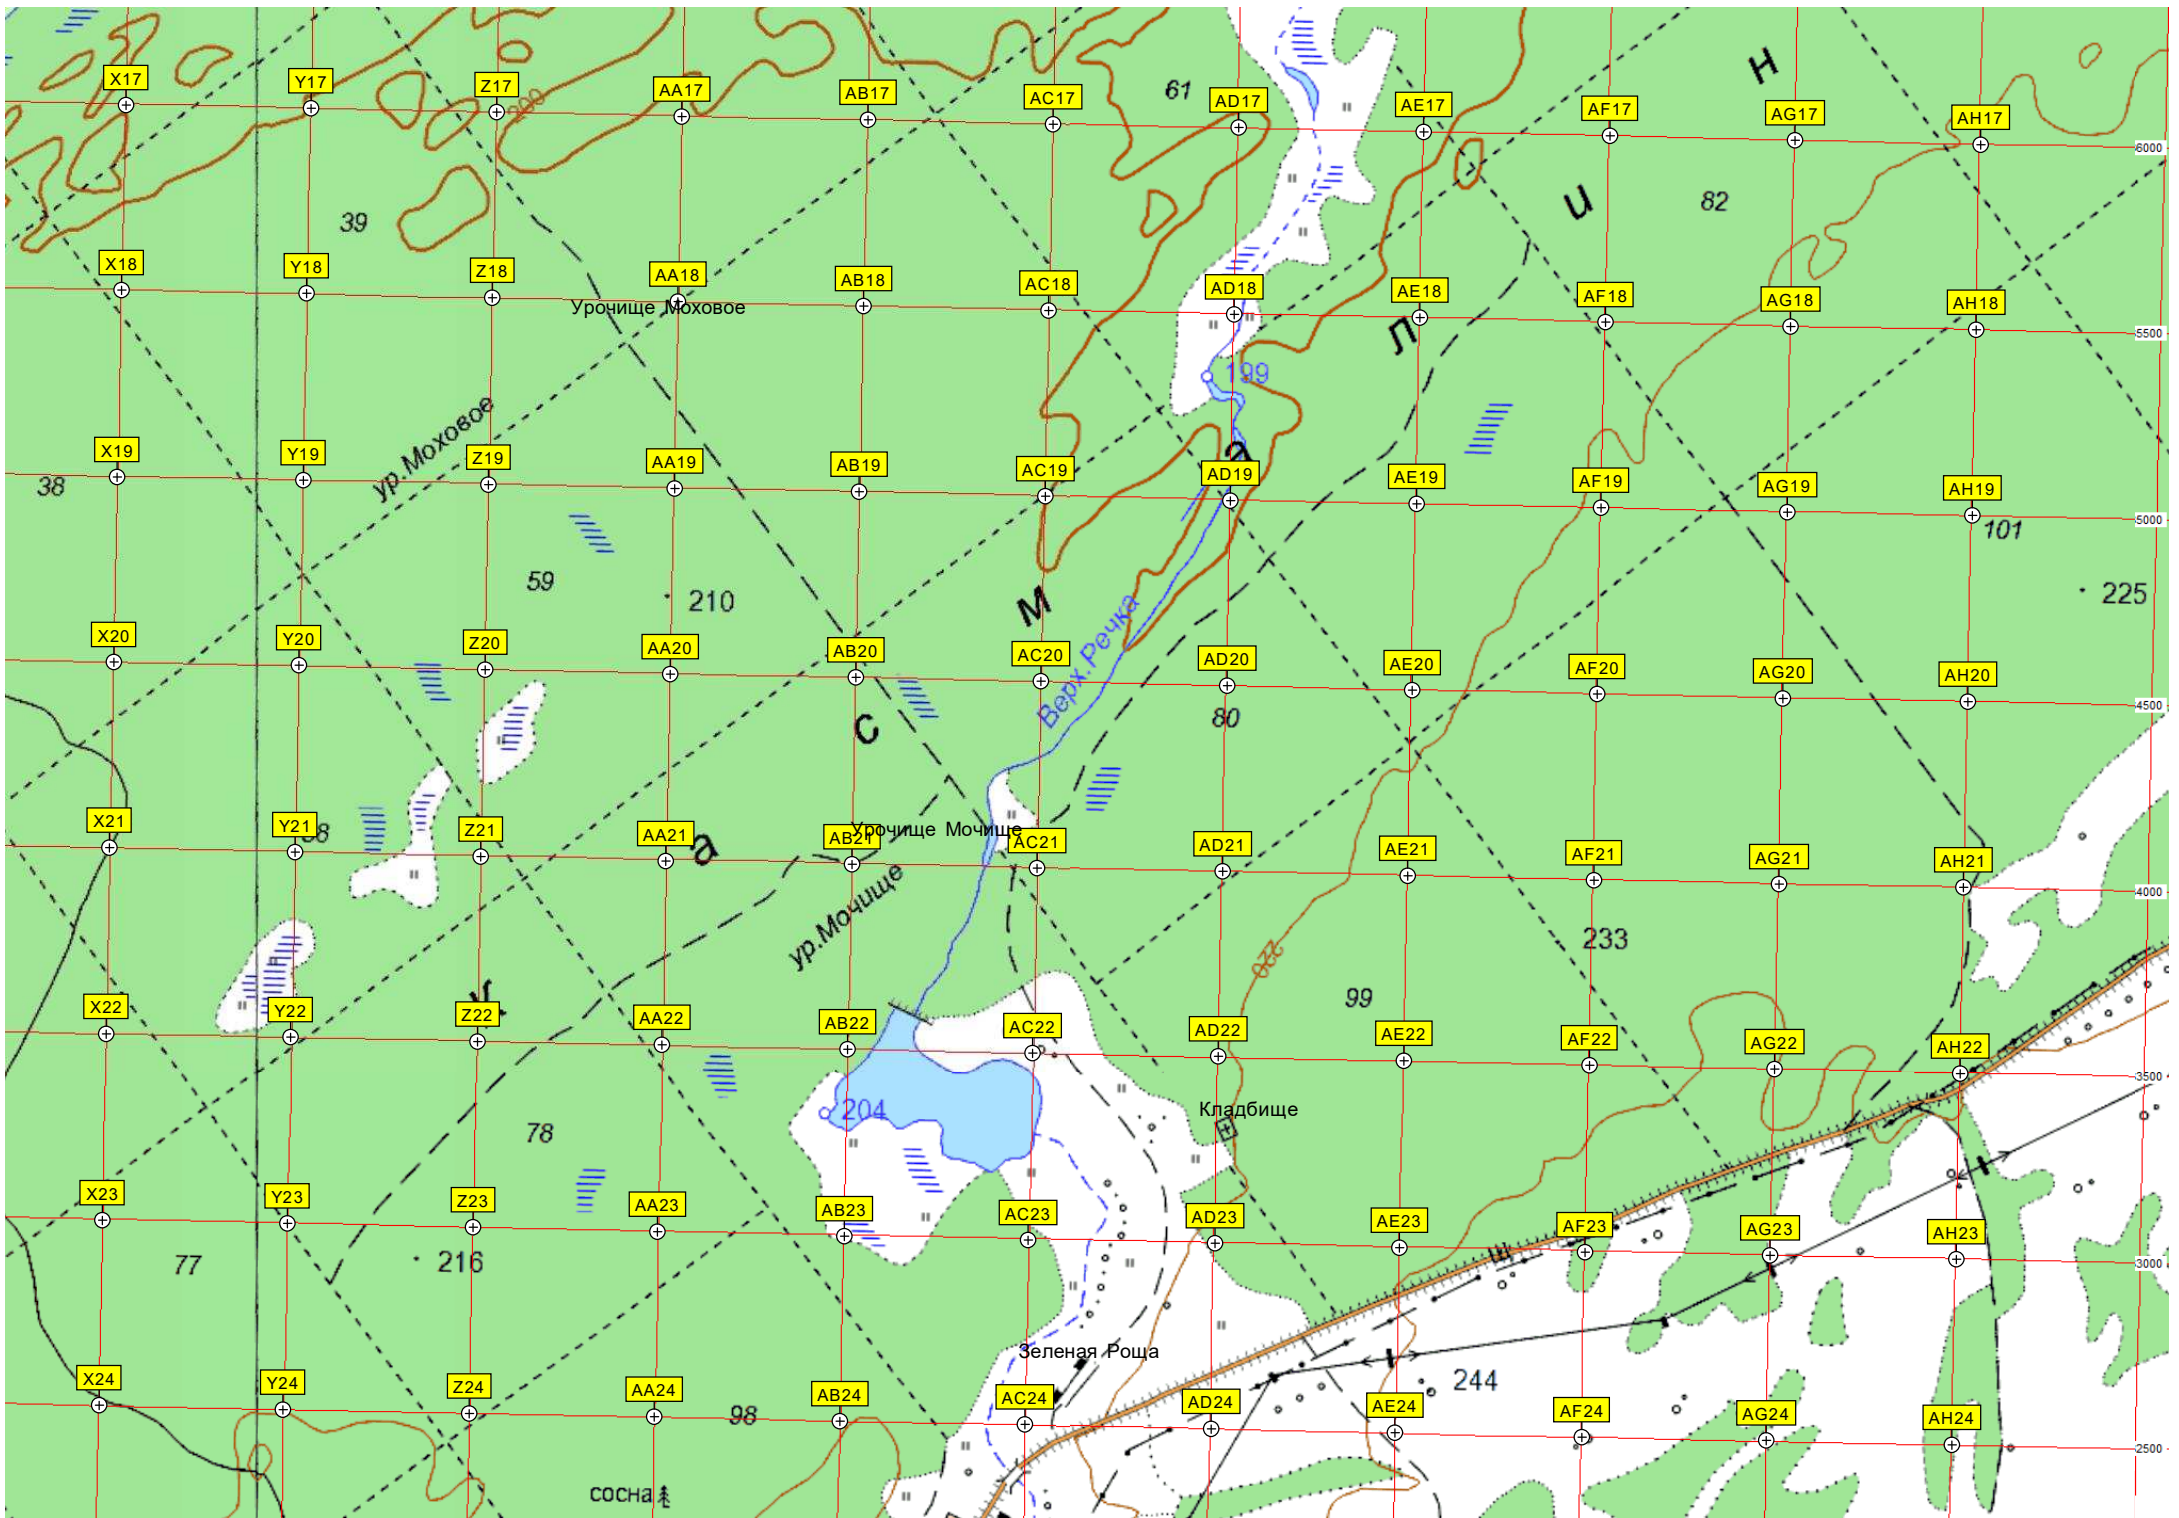 61
н
X17 Y17 Z17 AA17 AB17 AC17 AD17 AE17 AF17 AG17 AH17
200
6000
39
и
82
X18 Y18 Z18 AA18 AB18 AC18 AD18 AE18 AF18 AG18 AH18
Урочище Моховое
л
5500
199
ур.Моховое
а
X19 Y19 Z19 AA19 AB19 AC19 AD19 AE19 AF19 AG19 AH19
38
5000
101
59
210
м
225
Верх.Речка
X20 Y20 Z20 AA20 AB20 AC20 AD20 AE20 AF20 AG20 AH20
4500
с
80
X21 Y21 Z21 AA21 AB21 AC21 AD21 AE21 AF21 AG21 AH21
Урочище Мочище
а
4000
ур.Мочище
233
220
99
к
X22 Y22 Z22 AA22 AB22 AC22 AD22 AE22 AF22 AG22 AH22
3500
204
Кладбище
78
X23 Y23 Z23 AA23 AB23 AC23 AD23 AE23 AF23 AG23 AH23
77
216
3000
Зеленая Роща
244
X24 Y24 Z24 AA24 AB24 AC24 AD24 AE24 AF24 AG24 AH24
98
2500
сосна